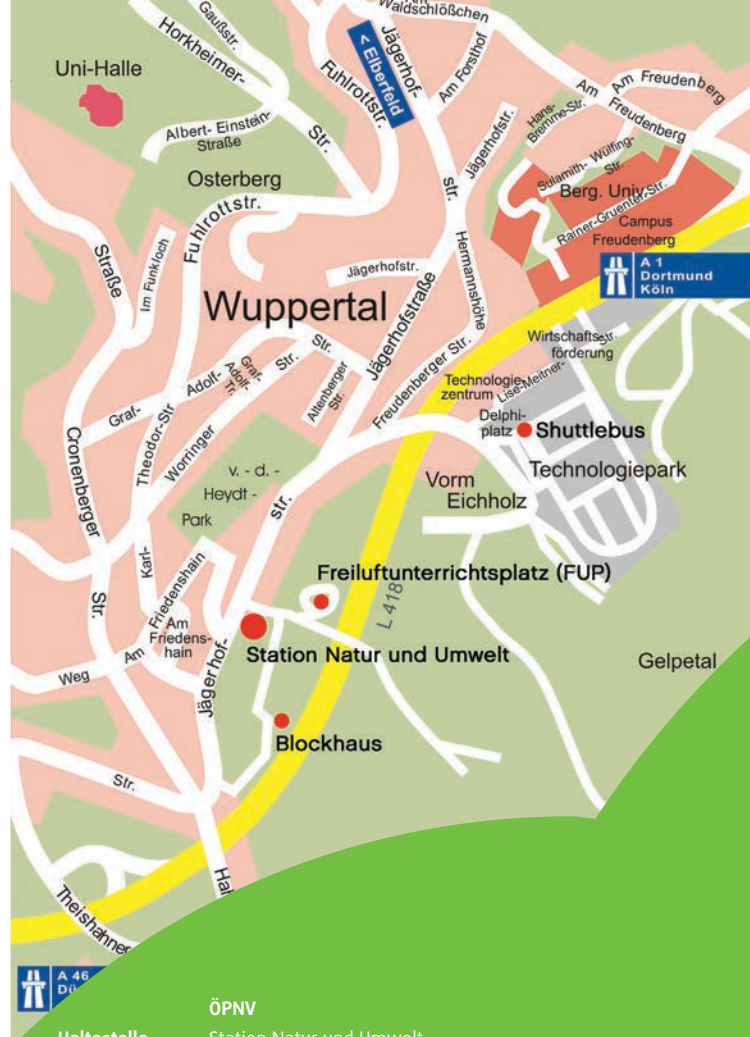 Am
Waldschlößchen
Gaußstr.
Horkheimer-
Str.
Uni-Halle
< Elberfeld
Jägerhof-
str.
Am Forsthof
Fuhlrottstr.
Am Freudenberg
Am
Freudenberg
Hans-
Bremme-Str.
Albert- Einstein-
Straße
Jägerhofstr.
Sulamith- Wülfing-
Str.
Osterberg
Berg. Univ.
Rainer-Gruenter-Str.
Campus
Freudenberg
Fuhlrottstr.
Straße
Im Funkloch
Jägerhofstr.
Hermannshöhe
A 1
Dortmund
Köln
Wuppertal
Jägerhofstraße
Freudenberger Str.
Wirtschafts-
förderung
Str.
Lise-Meitner-
Technologie-
zentrum
Graf-
Adolf-
Str.
Str.
Graf-
Adolf-
Tr.
Altenberger
Str.
Delphi-
platz
Shuttlebus
Technologiepark
Cronenberger
Str.
Theodor-Str
Karl-
Worringer
v. - d. -
Heydt -
Park
str.
Vorm
Eichholz
Freiluftunterrichtsplatz (FUP)
L 418
Am
Friedenshain
Am
Friedens-
hain
Station Natur und Umwelt
Gelpetal
Weg
Jägerhof-
Blockhaus
Str.
Theishahner
A 46
ÖPNV
Haltestelle
Station Natur und Umwelt